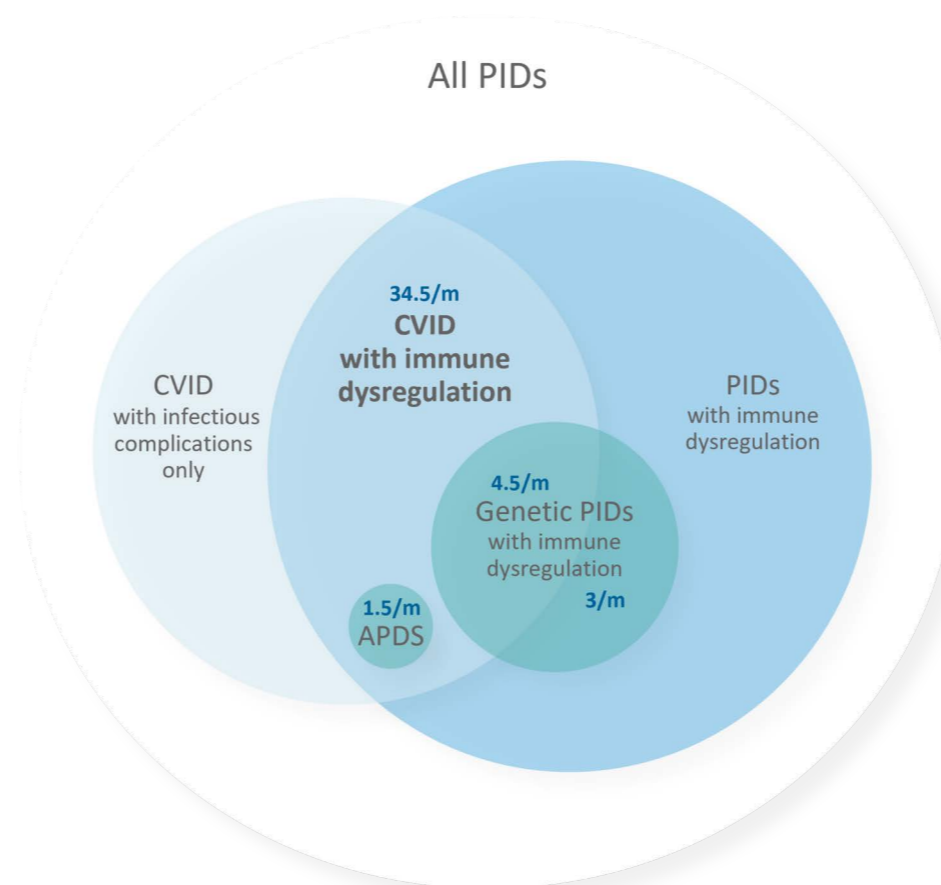 All PIDs
34.5/m
CVID
with immune
dysregulation
CVID
with infectious
complications
only
PIDs
with immune
dysregulation
4.5/m
Genetic PIDs
with immune
dysregulation
3/m
1.5/m
APDS